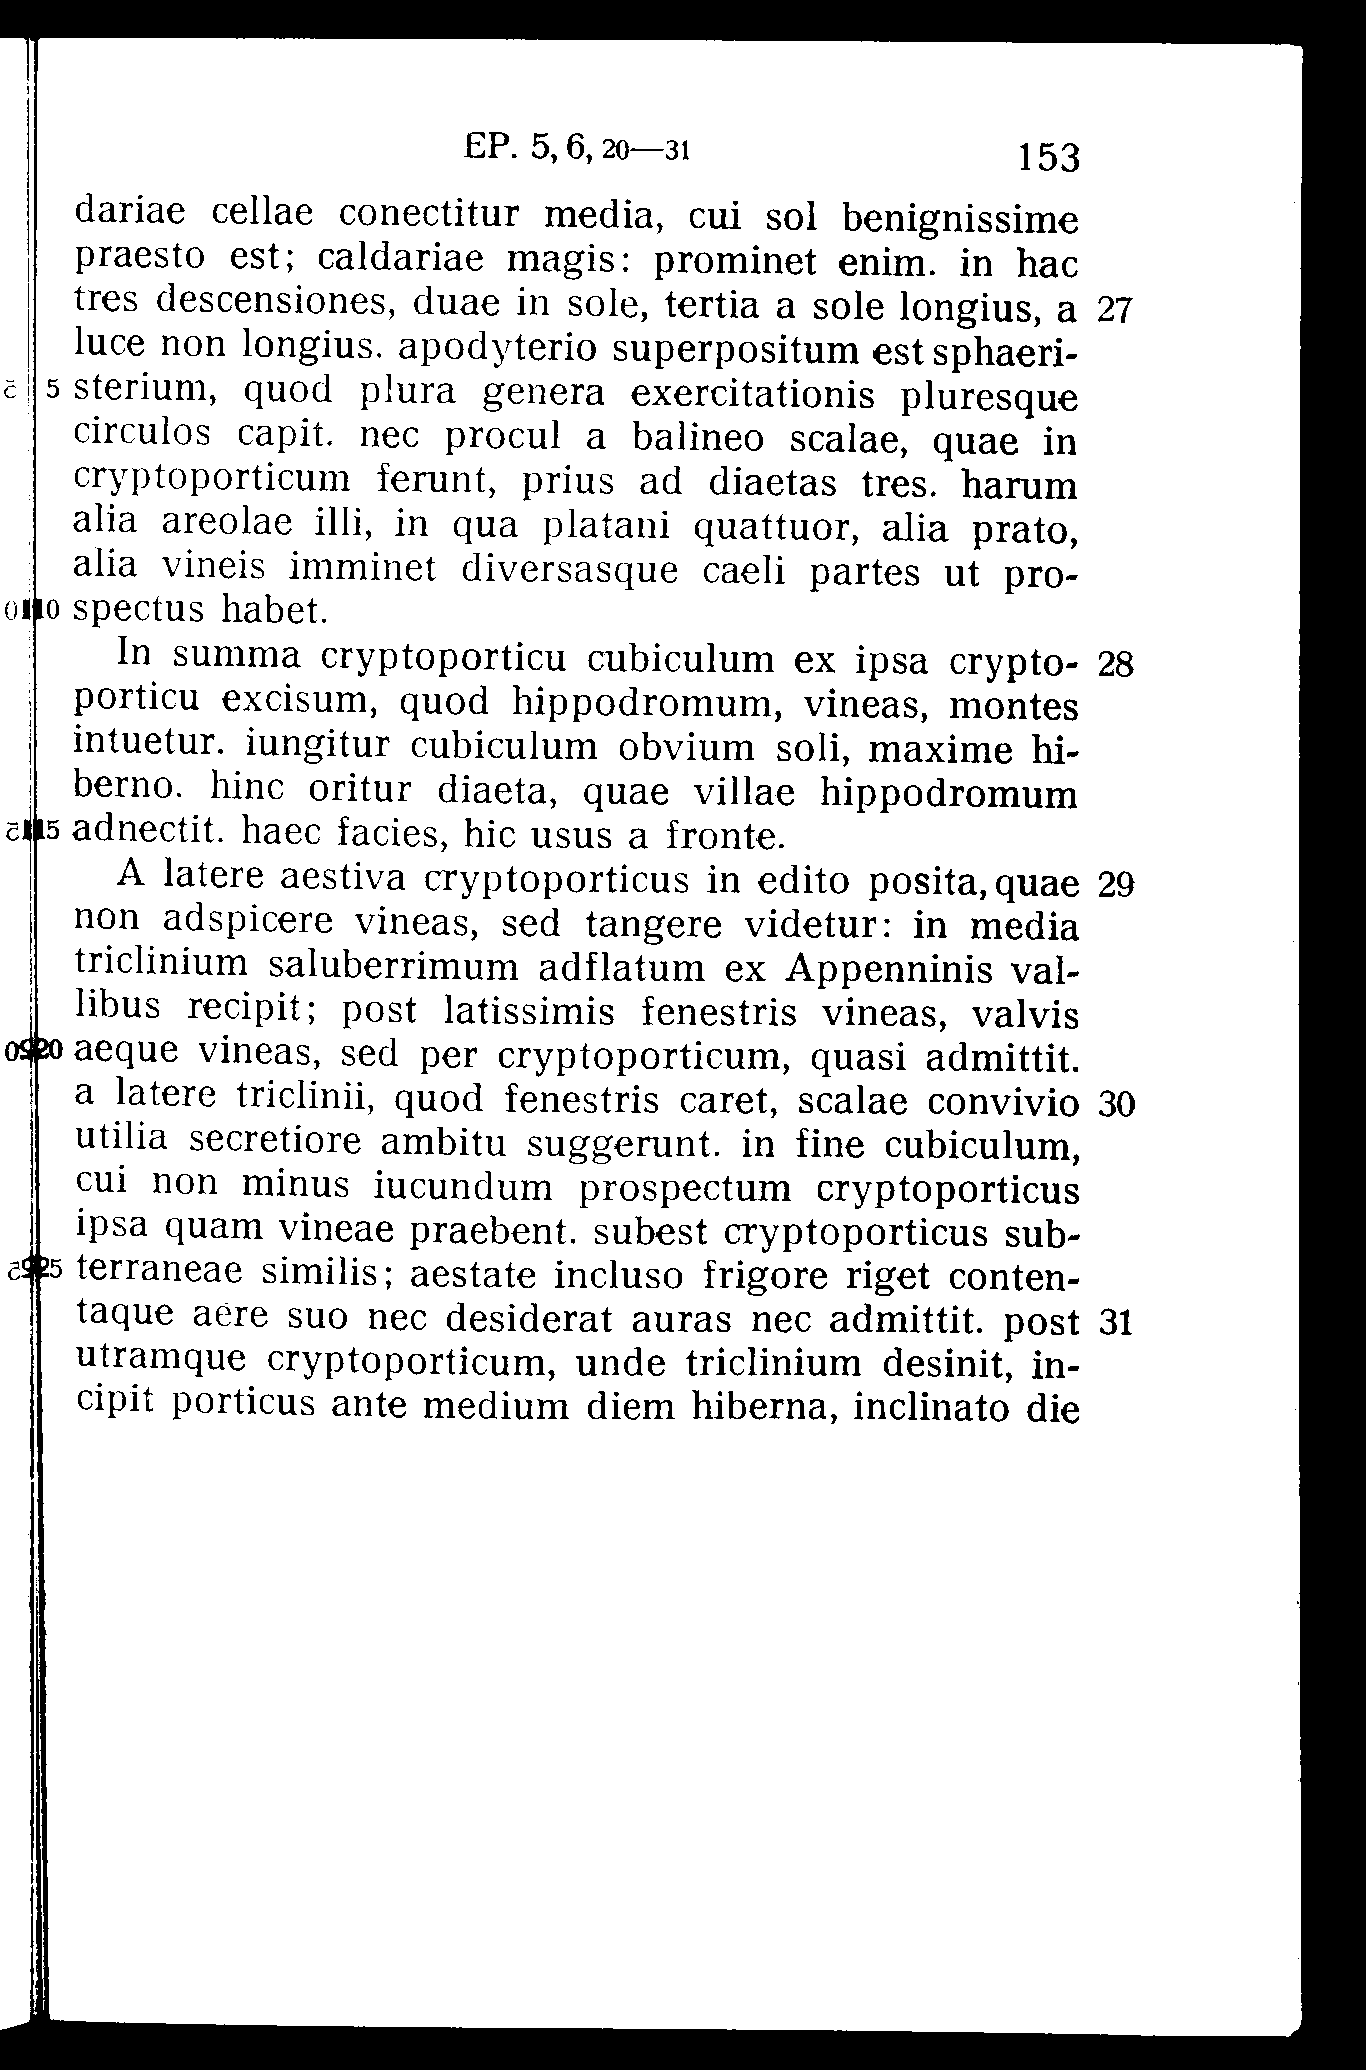 EP. 5, 6, 20—31 153
dariae cellae conectitur media, cui sol benignissime
praesto est; caldariae magis: prominet enim. in hac
tres descensiones, duae in sole, tertia a sole longius, a 27
luce non longius. apodyterio superpositum est sphaeri-
5 sterium, quod plura genera exercitationis pluresque
circulos capit. nec procul a balineo scalae, quae in
cryptoporticum ferunt, prius ad diaetas tres. harum
alia areolae illi, in qua platani quattuor, alia prato,
alia vineis imminet diversasque caeli partes ut pro-
10 spectus habet.
In summa cryptoporticu cubiculum ex ipsa crypto- 28
porticu excisum, quod hippodromum, vineas, montes
intuetur. iungitur cubiculum obvium soli, maxime hi-
berno. hinc oritur diaeta, quae villae hippodromum
15 adnectit. haec facies, hic usus a fronte.
A latere aestiva cryptoporticus in edito posita, quae 29
non adspicere vineas, sed tangere videtur: in media
triclinium saluberrimum adflatum ex Appenninis val-
libus recipit; post latissimis fenestris vineas, valvis
20 aeque vineas, sed per cryptoporticum, quasi admittit.
a latere triclinii, quod fenestris caret, scalae convivio 30
utilia secretiore ambitu suggerunt. in fine cubiculum,
cui non minus iucundum prospectum cryptoporticus
ipsa quam vineae praebent. subest cryptoporticus sub-
25 terraneae similis; aestate incluso frigore riget conten-
taque aëre suo nec desiderat auras nec admittit. post 31
utramque cryptoporticum, unde triclinium desinit, in-
cipit porticus ante medium diem hiberna, inclinato die